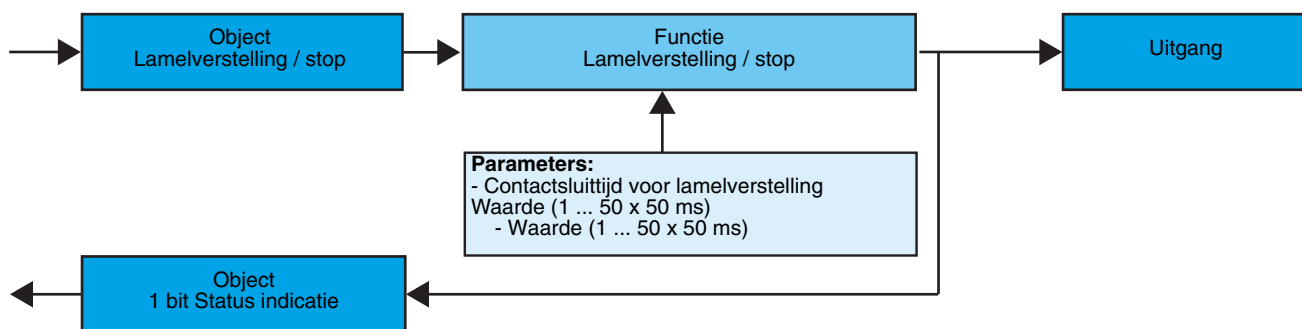 Object
Lamelverstelling / stop
Functie
Lamelverstelling / stop
Uitgang
Parameters:
- Contactsluittijd voor lamelverstelling
Waarde (1 ... 50 x 50 ms)
- Waarde (1 ... 50 x 50 ms)
Object
1 bit Status indicatie